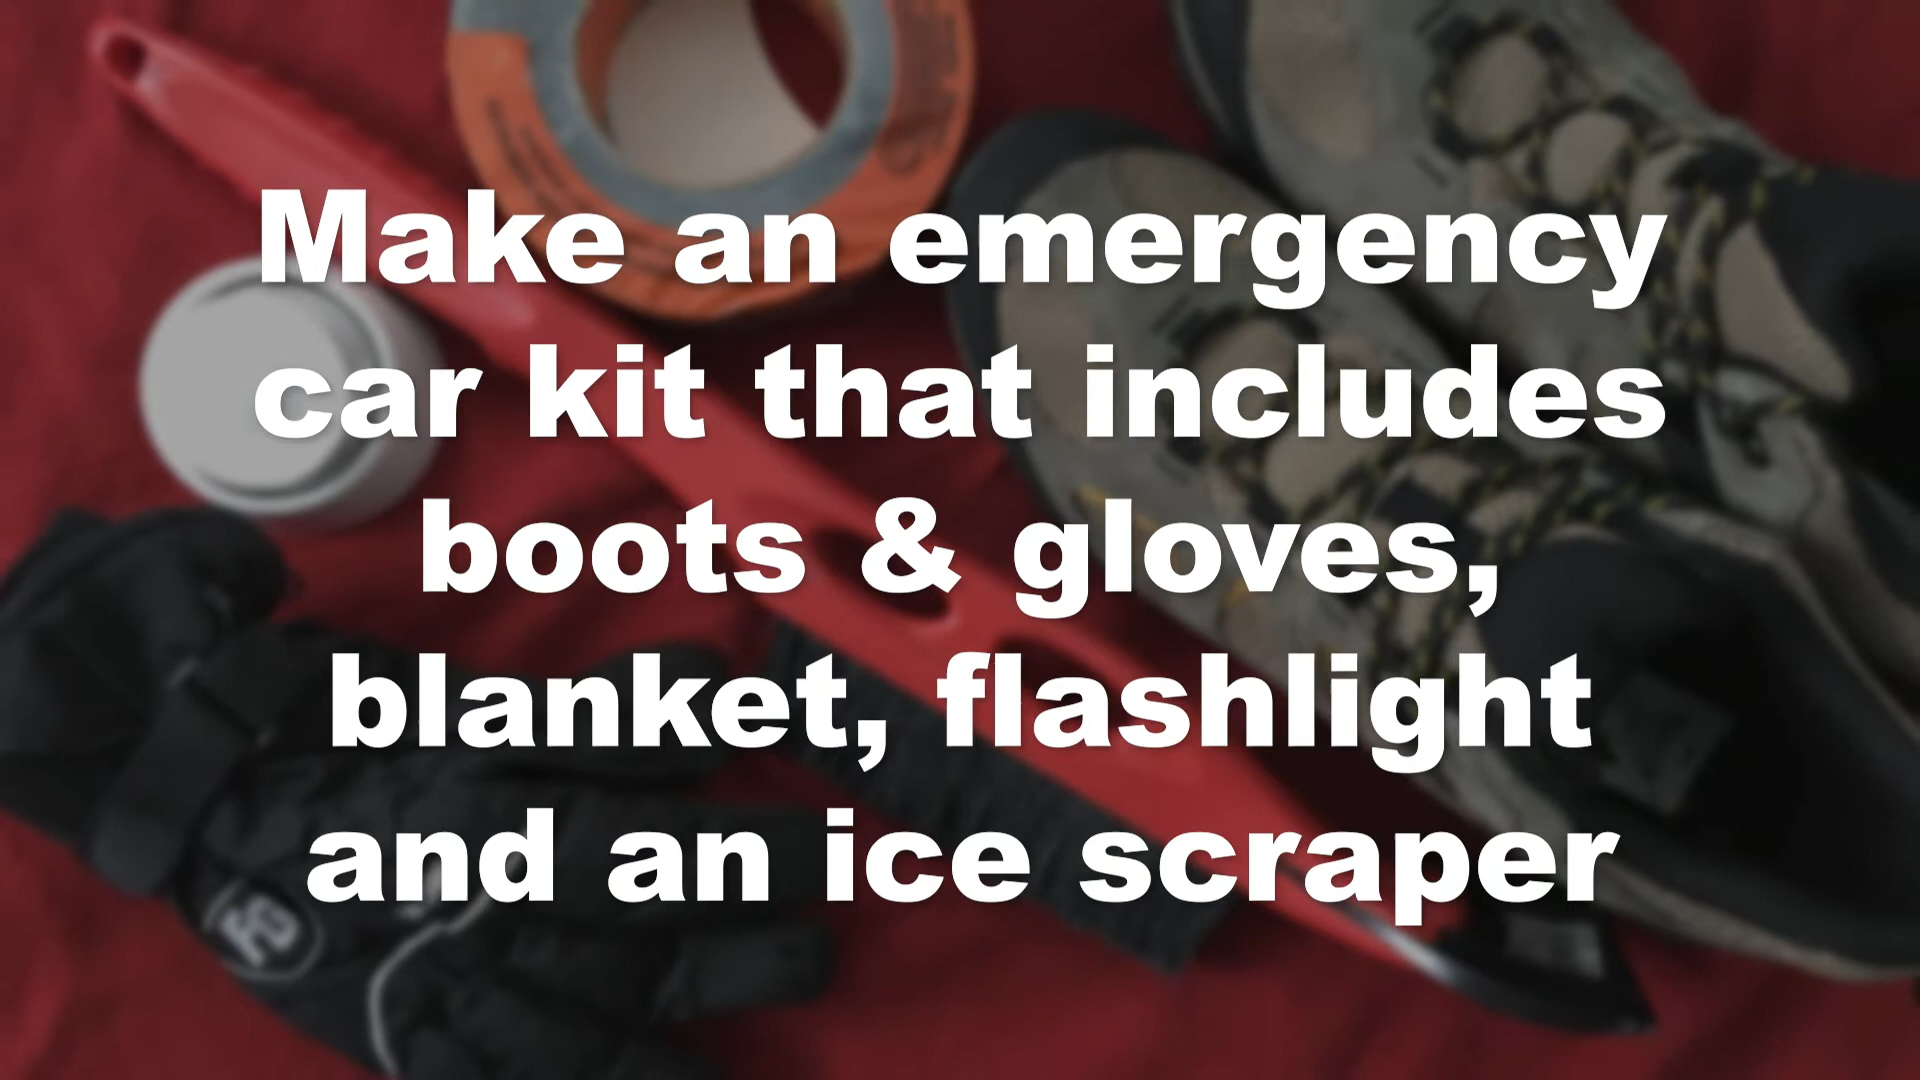 Make an emergency
car kit that includes
boots & gloves,
blanket, flashlight
and an ice scraper